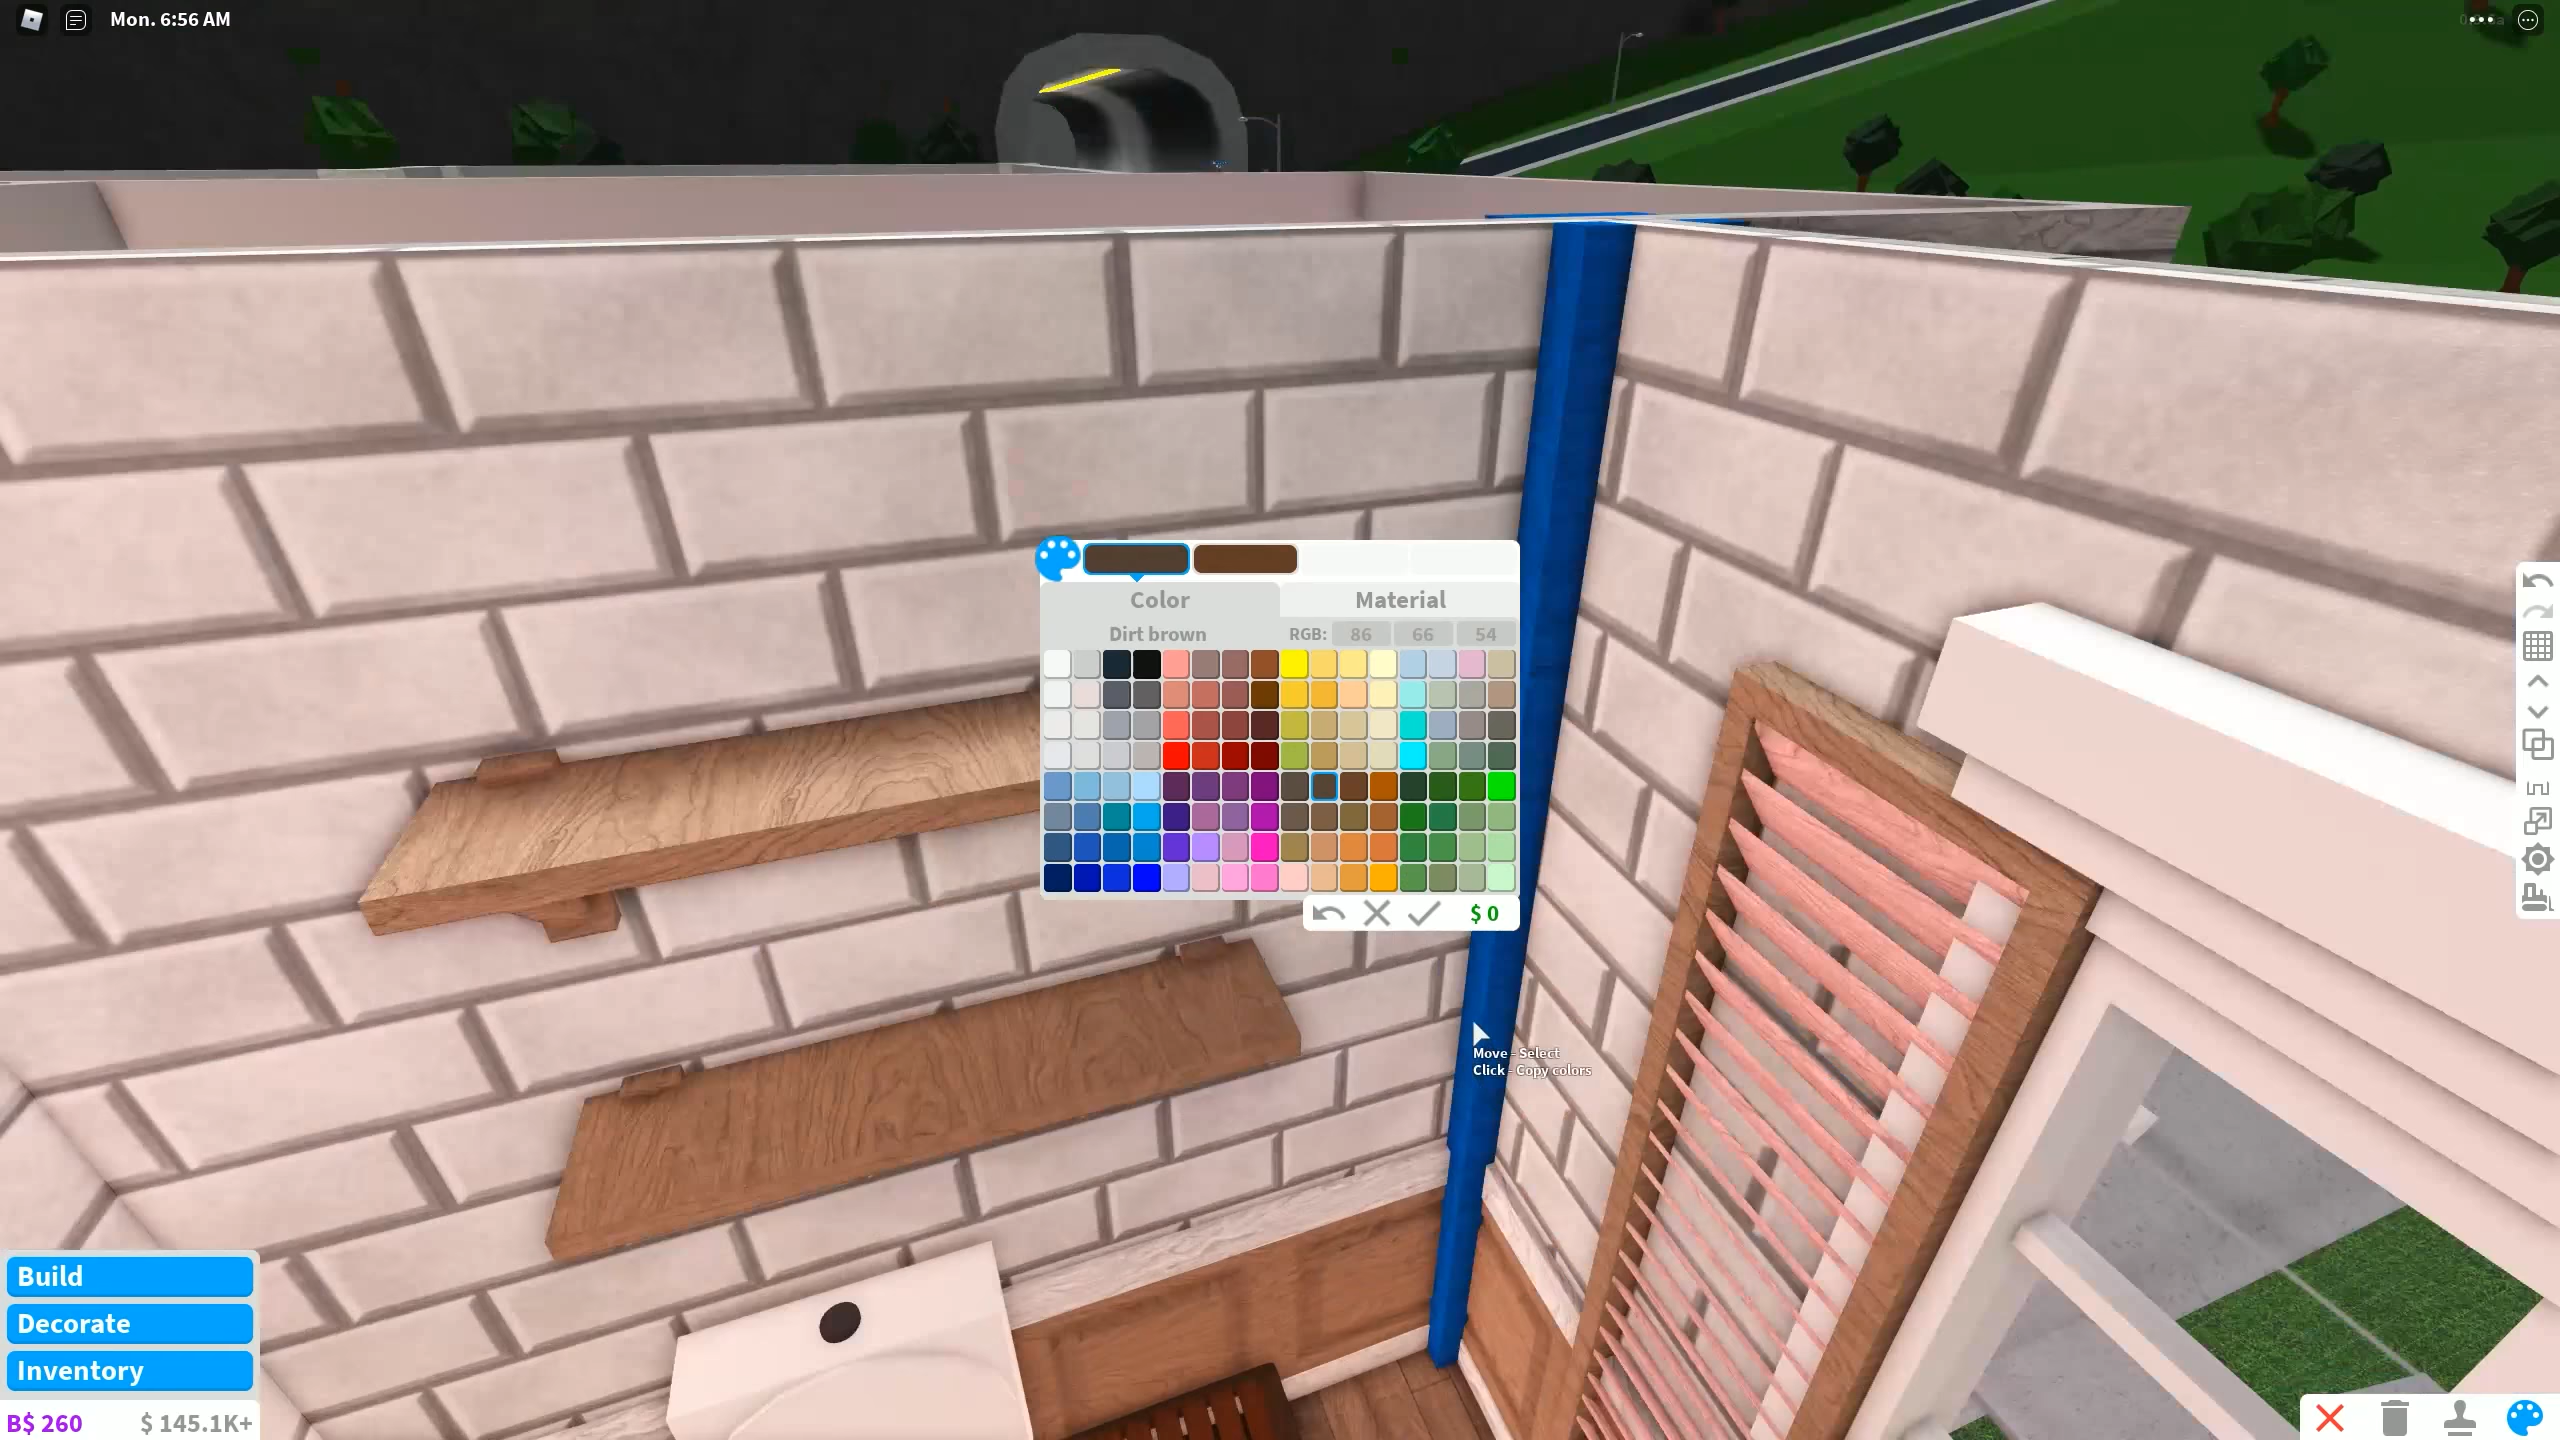 Mon. 6:56 AM
Color
Material
Dirt brown
RGB: 86 66 54
$ 0
Move - Select
Click - Copy colors
Build
Decorate
Inventory
B$ 260
$ 145.1K+